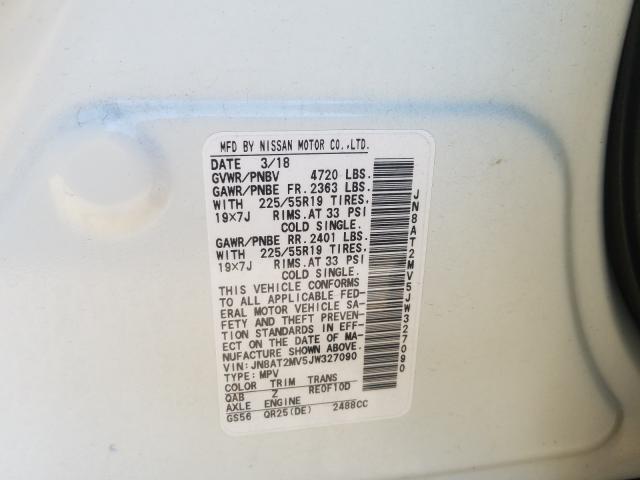 MFD BY NISSAN MOTOR CO.,LTD.
DATE 3/18
GVWR/PNBV 4720 LBS.
GAWR/PNBE FR. 2363 LBS.
WITH 225/55R19 TIRES.
19×7J RIMS. AT 33 PSI
COLD SINGLE.
GAWR/PNBE RR. 2401 LBS.
WITH 225/55R19 TIRES.
19×7J RIMS. AT 33 PSI
COLD SINGLE.
THIS VEHICLE CONFORMS
TO ALL APPLICABLE FED-
ERAL MOTOR VEHICLE SA-
FETY AND THEFT PREVEN-
TION STANDARDS IN EFF-
ECT ON THE DATE OF MA-
NUFACTURE SHOWN ABOVE.
VIN: JN8AT2MV5JW327090
TYPE: MPV
COLOR TRIM TRANS
QAB Z RE0F10D
AXLE ENGINE
GS56 QR25(DE) 2488CC
JN8AT2MV5JW327090